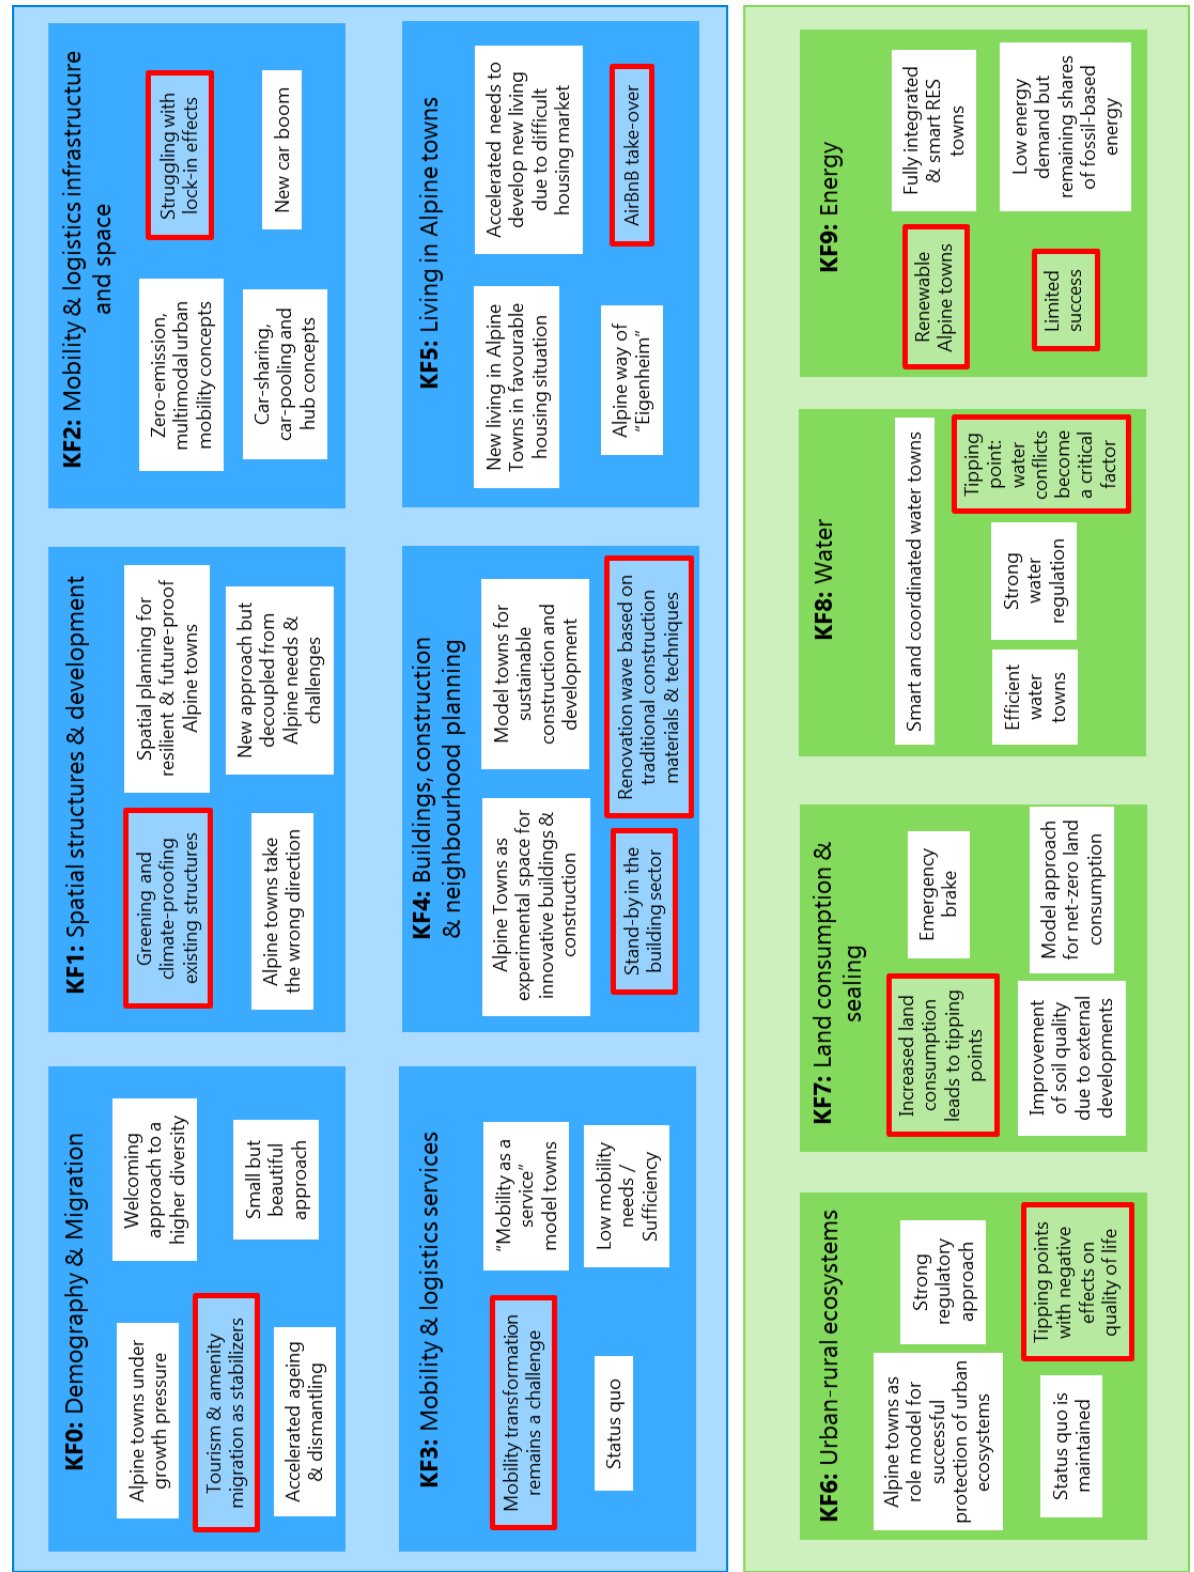 KF0: Demography & Migration
Alpine towns under
growth pressure
Welcoming
approach to a
higher diversity
Tourism & amenity
migration as stabilizers
Small but
beautiful
approach
Accelerated ageing
& dismantling
KF1: Spatial structures & development
Greening and
climate-proofing
existing structures
Spatial planning for
resilient & future-proof
Alpine towns
Alpine towns take
the wrong direction
New approach but
decoupled from
Alpine needs &
challenges
KF2: Mobility & logistics infrastructure
and space
Zero-emission,
multimodal urban
mobility concepts
Struggling with
lock-in effects
Car-sharing,
car-pooling and
hub concepts
New car boom
KF3: Mobility & logistics services
Mobility transformation
remains a challenge
“Mobility as a
service”
model towns
Status quo
Low mobility
needs /
Sufficiency
KF4: Buildings, construction
& neighbourhood planning
Alpine Towns as
experimental space for
innovative buildings &
construction
Model towns for
sustainable
construction and
development
Stand-by in the
building sector
Renovation wave based on
traditional construction
materials & techniques
KF5: Living in Alpine towns
New living in Alpine
Towns in favourable
housing situation
Accelerated needs to
develop new living
due to difficult
housing market
Alpine way of
“Eigenheim”
AirBnB take-over
KF6: Urban-rural ecosystems
Alpine towns as
role model for
successful
protection of urban
ecosystems
Strong
regulatory
approach
Status quo is
maintained
Tipping points
with negative
effects on
quality of life
KF7: Land consumption &
sealing
Increased land
consumption
leads to tipping
points
Emergency
brake
Improvement
of soil quality
due to external
developments
Model approach
for net-zero land
consumption
KF8: Water
Smart and coordinated water towns
Efficient
water
towns
Strong
water
regulation
Tipping
point:
water
conflicts
become
a critical
factor
KF9: Energy
Renewable
Alpine towns
Fully integrated
& smart RES
towns
Limited
success
Low energy
demand but
remaining shares
of fossil-based
energy